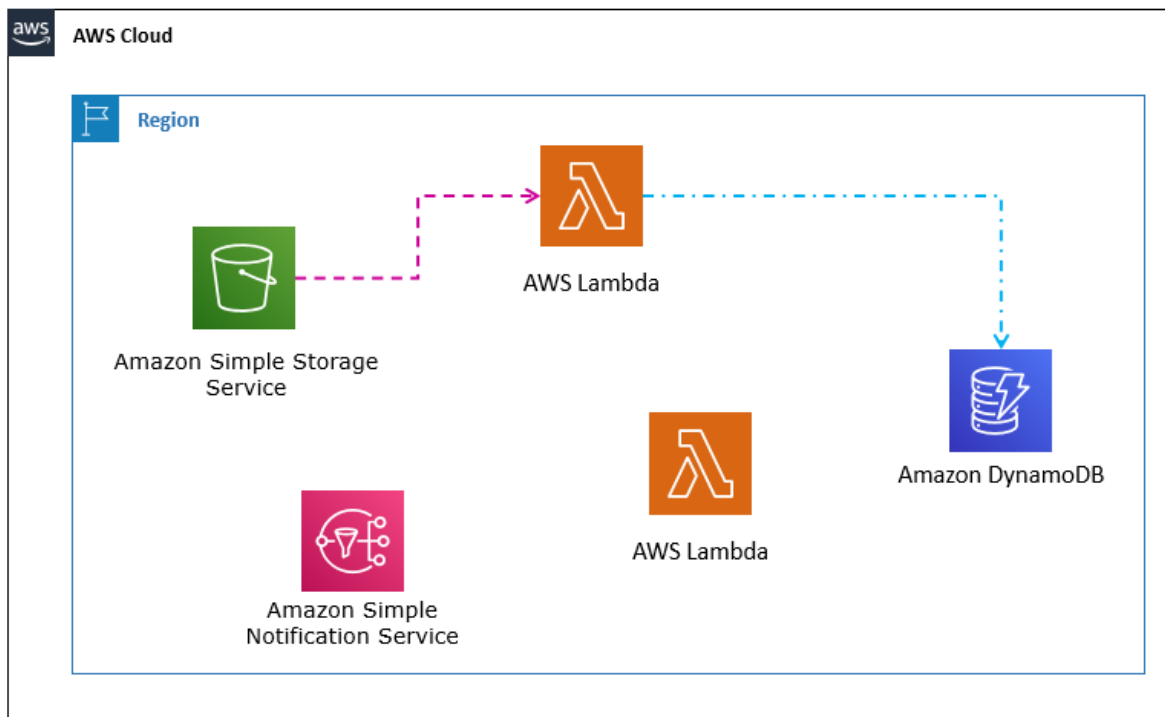 aws
AWS Cloud
Region
AWS Lambda
Amazon Simple Storage
Service
AWS Lambda
Amazon DynamoDB
Amazon Simple
Notification Service